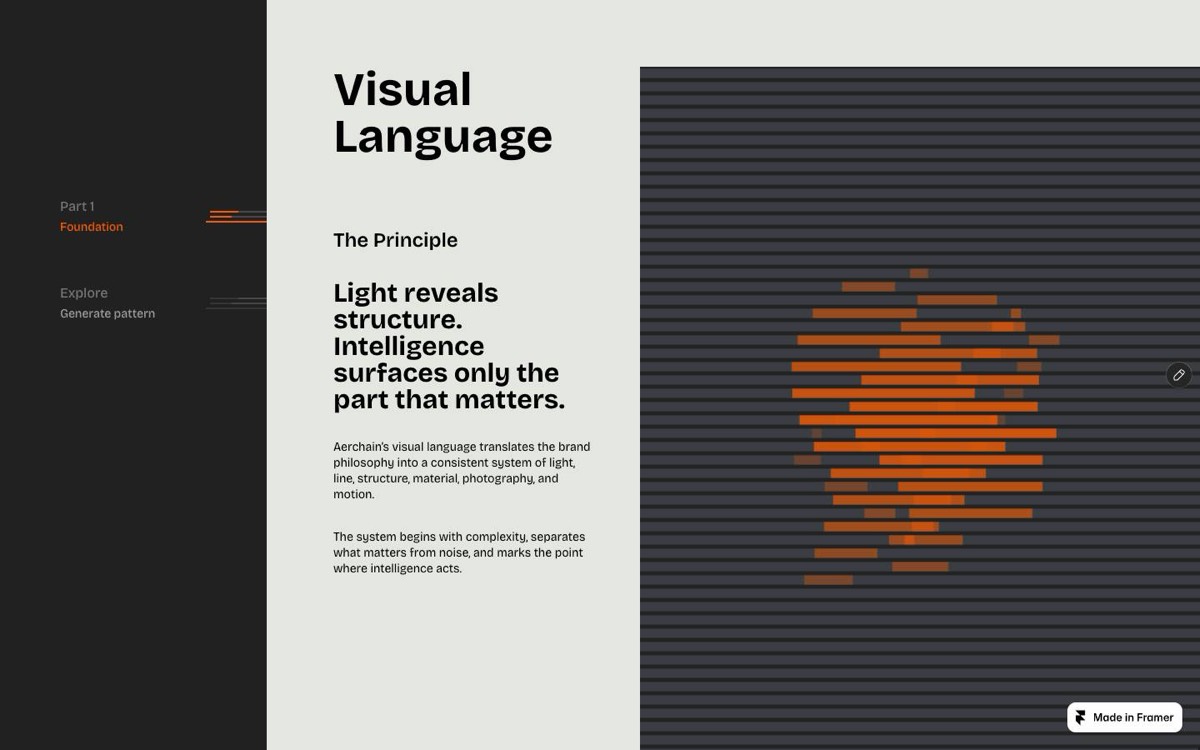 Part 1
Foundation
Explore
Generate pattern
Visual
Language
The Principle
Light reveals
structure.
Intelligence
surfaces only the
part that matters.
Aerchain's visual language translates the brand
philosophy into a consistent system of light,
line, structure, material, photography, and
motion.
The system begins with complexity, separates
what matters from noise, and marks the point
where intelligence acts.
Made in Framer